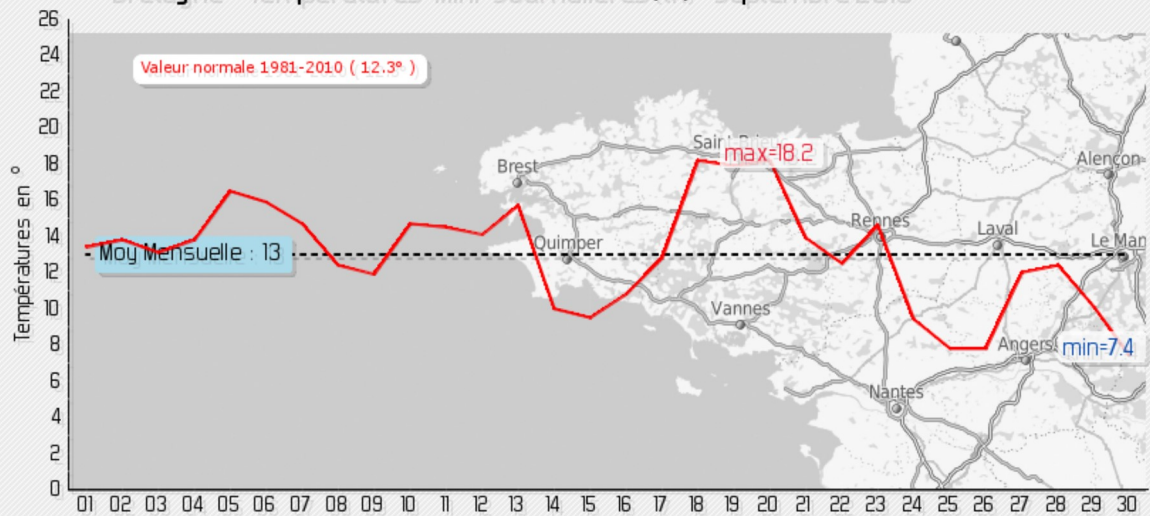 Valeur normale 1981-2010 ( 12.3° )
26
24
22
20
18
16
14
12
10
8
6
4
2
0
Températures en °
Moy Mensuelle : 13
max=18.2
min=7.4
Brest
Quimper
Vannes
Rennes
Laval
Alençon
Le Man
Angers
Nantes
01 02 03 04 05 06 07 08 09 10 11 12 13 14 15 16 17 18 19 20 21 22 23 24 25 26 27 28 29 30